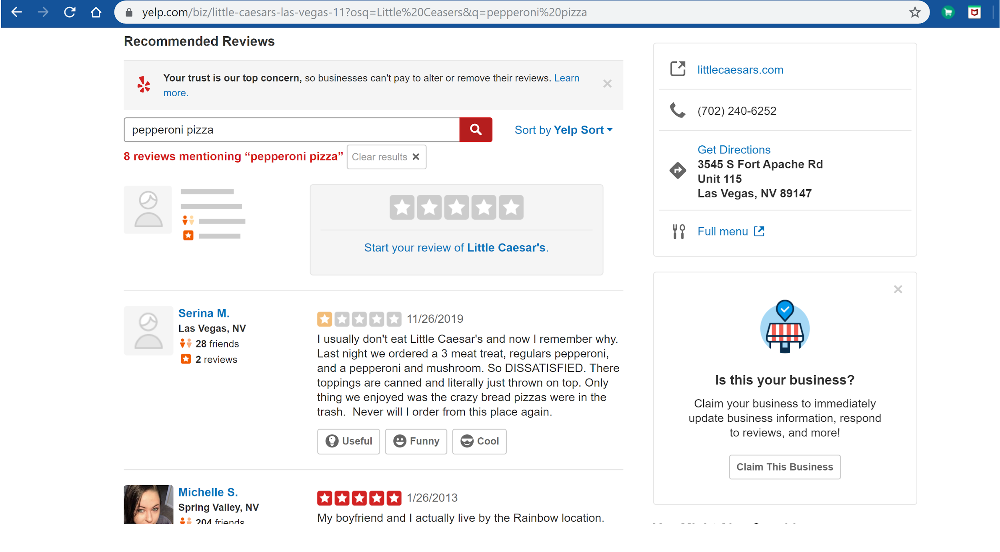 yelp.com/biz/little-caesars-las-vegas-11?osq=Little%20Ceasers&q=pepperoni%20pizza
Recommended Reviews
Your trust is our top concern, so businesses can't pay to alter or remove their reviews. Learn
more.
pepperoni pizza
Sort by Yelp Sort
8 reviews mentioning “pepperoni pizza”
Clear results
Start your review of Little Caesar's.
Serina M.
Las Vegas, NV
28 friends
2 reviews
11/26/2019
I usually don't eat Little Caesar's and now I remember why.
Last night we ordered a 3 meat treat, regulars pepperoni,
and a pepperoni and mushroom. So DISSATISFIED. There
toppings are canned and literally just thrown on top. Only
thing we enjoyed was the crazy bread pizzas were in the
trash.  Never will I order from this place again.
Useful
Funny
Cool
Michelle S.
Spring Valley, NV
204 friends
1/26/2013
My boyfriend and I actually live by the Rainbow location.
littlecaesars.com
(702) 240-6252
Get Directions
3545 S Fort Apache Rd
Unit 115
Las Vegas, NV 89147
Full menu
Is this your business?
Claim your business to immediately
update business information, respond
to reviews, and more!
Claim This Business